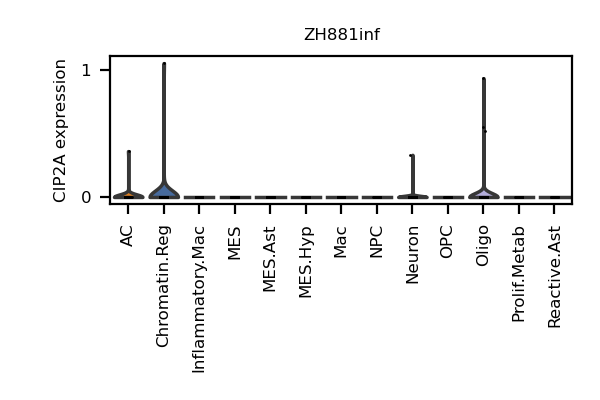 ZH881inf
CIP2A expression
1
0
AC
Chromatin.Reg
Inflammatory.Mac
MES
MES.Ast
MES.Hyp
Mac
NPC
Neuron
OPC
Oligo
Prolif.Metab
Reactive.Ast